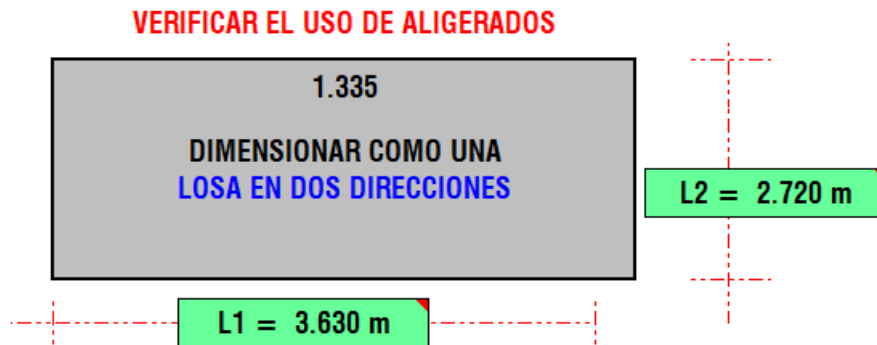 VERIFICAR EL USO DE ALIGERADOS
1.335
DIMENSIONAR COMO UNA
LOSA EN DOS DIRECCIONES
L2 = 2.720 m
L1 = 3.630 m